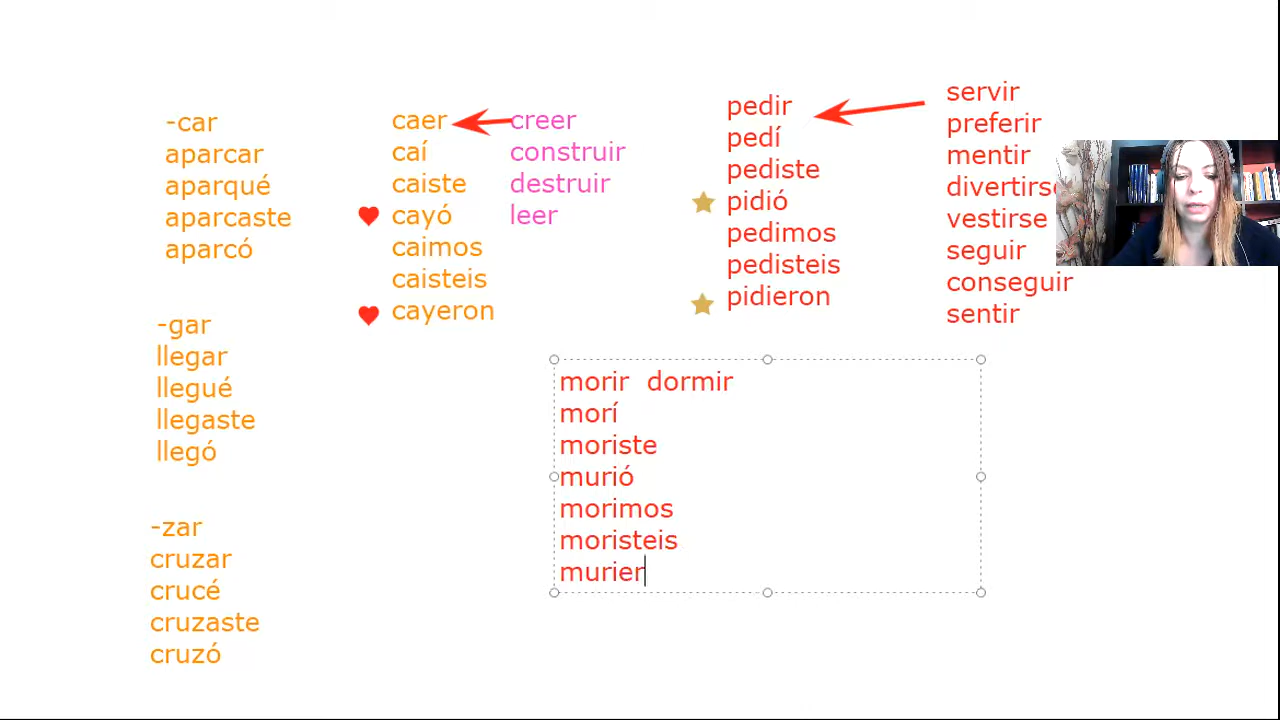 -car
aparcar
aparqué
aparcaste
aparcó
-gar
llegar
llegué
llegaste
llegó
-zar
cruzar
crucé
cruzaste
cruzó
caer
caí
caiste
cayó
caimos
caisteis
cayeron
creer
construir
destruir
leer
pedir
pedí
pediste
pidió
pedimos
pedisteis
pidieron
servir
preferir
mentir
divertirse
vestirse
seguir
conseguir
sentir
morir dormir
morí
moriste
murió
morimos
moristeis
murier